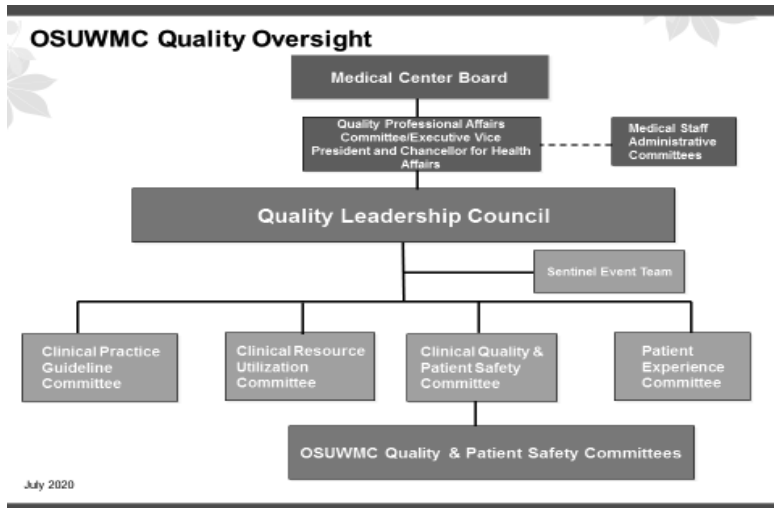 OSUWMC Quality Oversight
Medical Center Board
Quality Professional Affairs
Committee/Executive Vice
President and Chancellor for Health
Affairs
Medical Staff
Administrative
Committees
Quality Leadership Council
Sentinel Event Team
Clinical Practice
Guideline
Committee
Clinical Resource
Utilization
Committee
Clinical Quality &
Patient Safety
Committee
Patient
Experience
Committee
OSUWMC Quality & Patient Safety Committees
July 2020